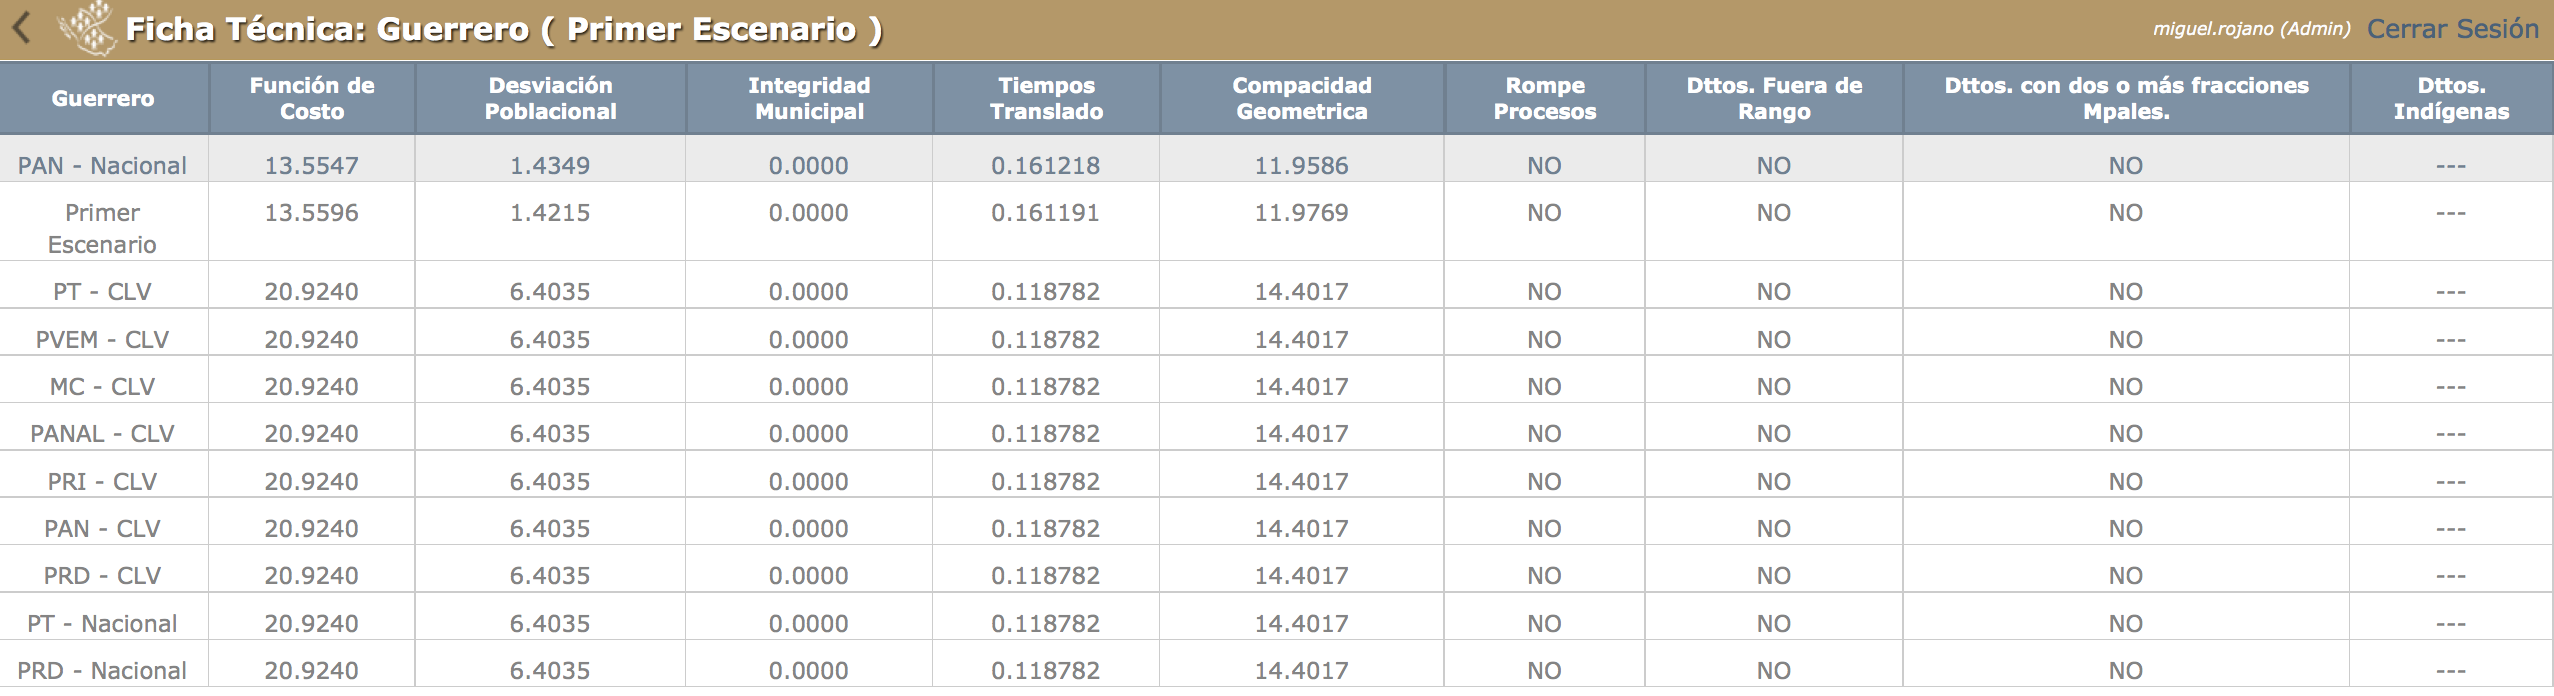 Ficha Técnica: Guerrero ( Primer Escenario ) miguel.rojano (Admin) Cerrar Sesión
Guerrero Función de Costo Desviación Poblacional Integridad Municipal Tiempos Translado Compacidad Geometrica Rompe Procesos Dttos. Fuera de Rango Dttos. con dos o más fracciones Mpales. Dttos. Indígenas
PAN - Nacional 13.5547 1.4349 0.0000 0.161218 11.9586 NO NO NO ---
Primer Escenario 13.5596 1.4215 0.0000 0.161191 11.9769 NO NO NO ---
PT - CLV 20.9240 6.4035 0.0000 0.118782 14.4017 NO NO NO ---
PVEM - CLV 20.9240 6.4035 0.0000 0.118782 14.4017 NO NO NO ---
MC - CLV 20.9240 6.4035 0.0000 0.118782 14.4017 NO NO NO ---
PANAL - CLV 20.9240 6.4035 0.0000 0.118782 14.4017 NO NO NO ---
PRI - CLV 20.9240 6.4035 0.0000 0.118782 14.4017 NO NO NO ---
PAN - CLV 20.9240 6.4035 0.0000 0.118782 14.4017 NO NO NO ---
PRD - CLV 20.9240 6.4035 0.0000 0.118782 14.4017 NO NO NO ---
PT - Nacional 20.9240 6.4035 0.0000 0.118782 14.4017 NO NO NO ---
PRD - Nacional 20.9240 6.4035 0.0000 0.118782 14.4017 NO NO NO ---